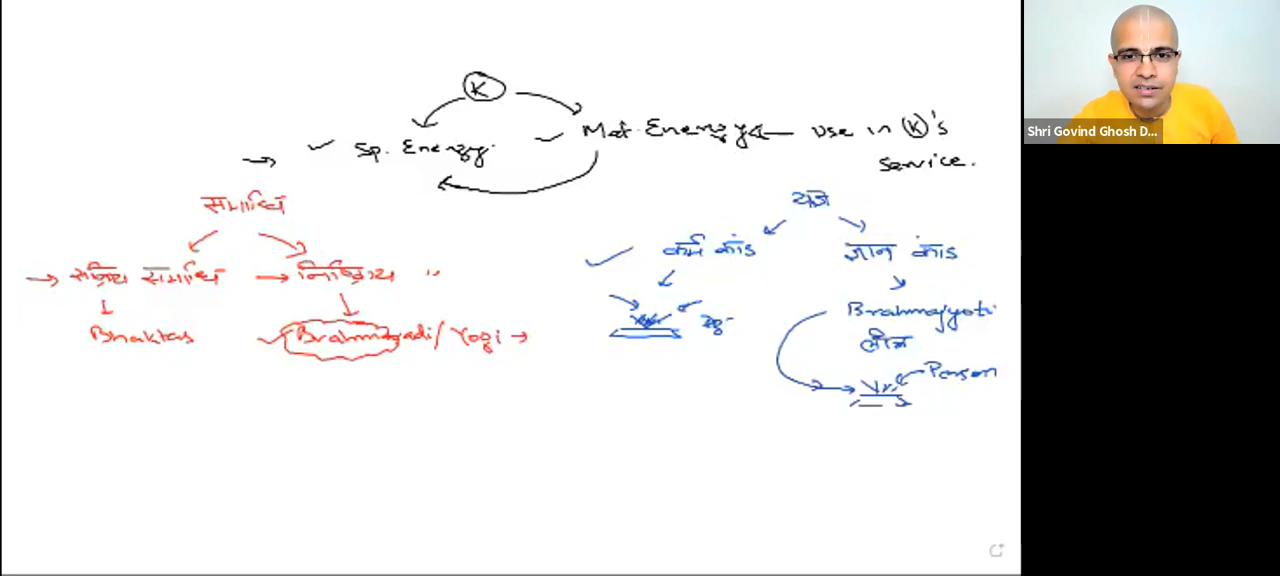 K
Sp. Energy.
Mat. Energy
use in K's
service.
समाधि
सक्रिय समाधि
निष्क्रिय "
Bhaktas
Brahmavadi/Yogi
यज्ञ
कर्म कांड
ज्ञान कांड
Brahmajyoti
लीन
Person
Shri Govind Ghosh D...